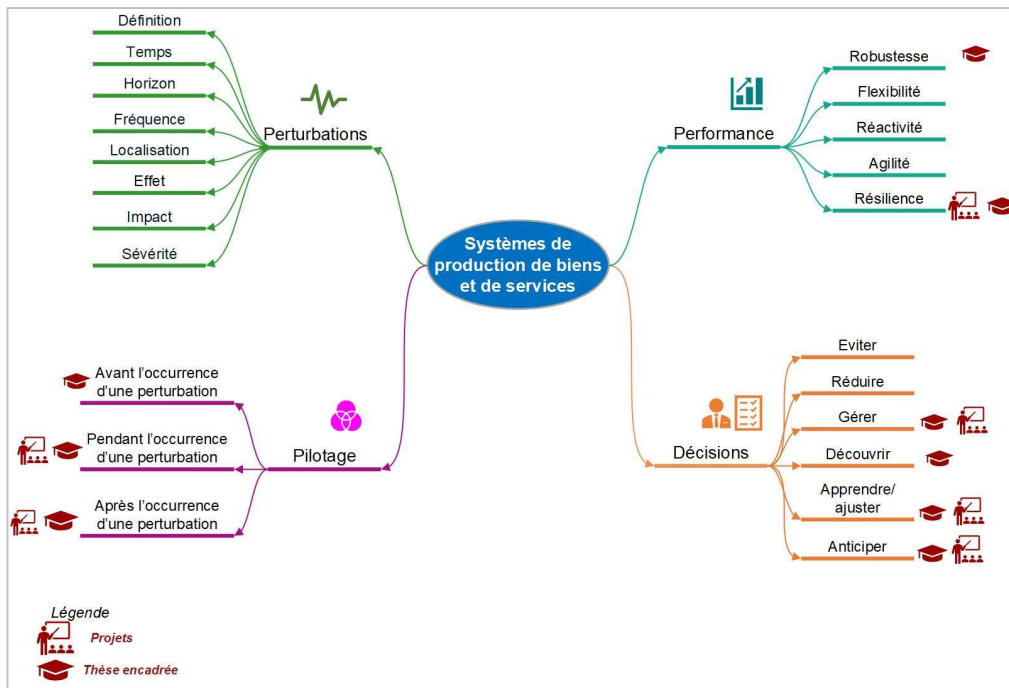 Définition
Temps
Horizon
Fréquence
Localisation
Effet
Impact
Sévérité
Perturbations
Robustesse
Flexibilité
Réactivité
Agilité
Résilience
Performance
Systèmes de
production de biens
et de services
Avant l'occurrence
d'une perturbation
Pendant l'occurrence
d'une perturbation
Après l'occurrence
d'une perturbation
Pilotage
Eviter
Réduire
Gérer
Découvrir
Apprendre/
ajuster
Anticiper
Décisions
Légende
Projets
Thèse encadrée